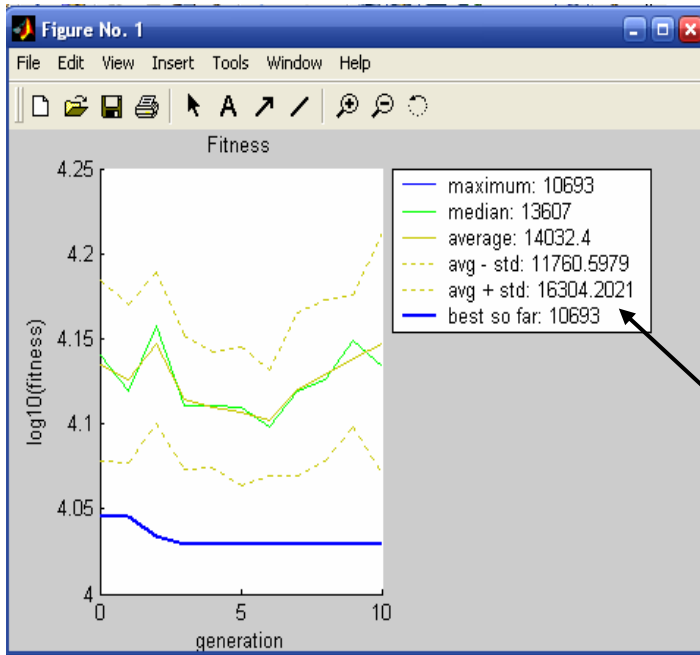 Figure No. 1
File Edit View Insert Tools Window Help
A
Fitness
4.25
4.2
4.15
4.1
4.05
4
log10(fitness)
0 5 10
generation
maximum: 10693
median: 13607
average: 14032.4
avg - std: 11760.5979
avg + std: 16304.2021
best so far: 10693